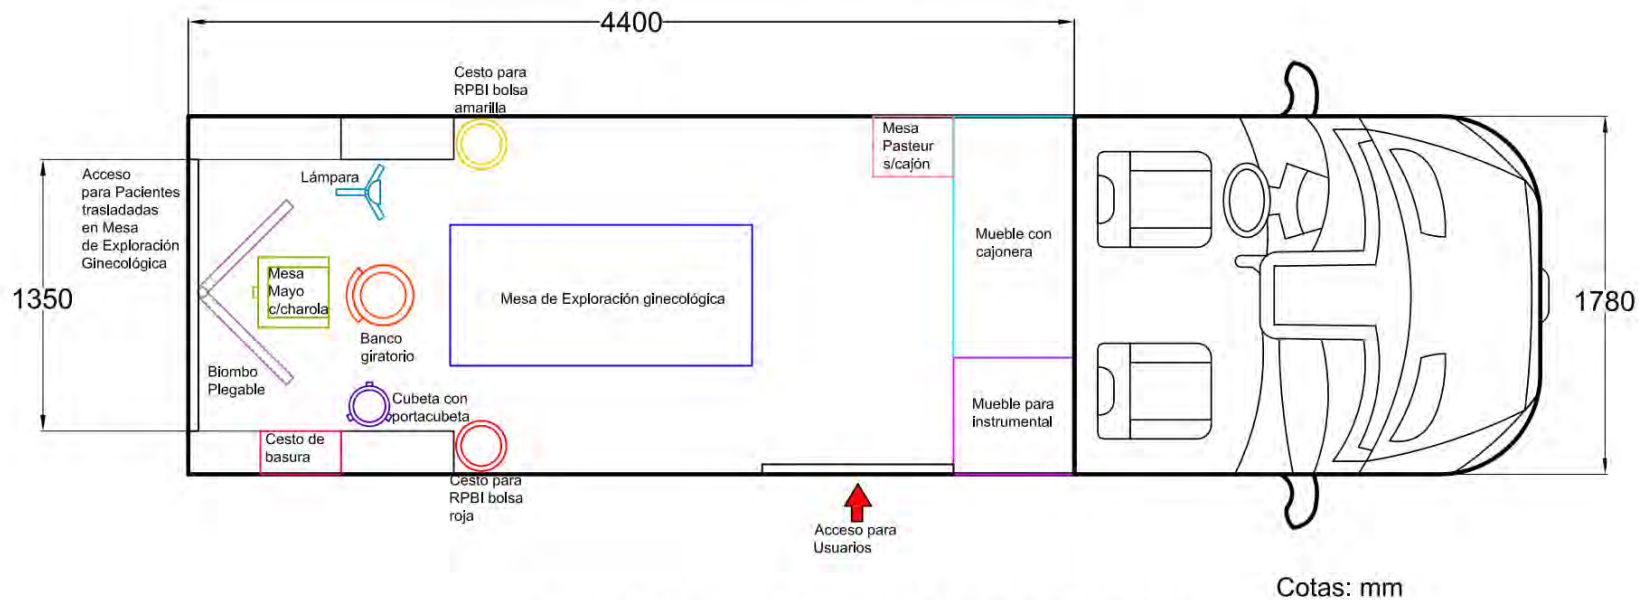 4400
Cesto para
RPBI bolsa
amarilla
Mesa
Pasteur
s/cajón
Acceso
para Pacientes
trasladadas
en Mesa
de Exploración
Ginecológica
Lámpara
Mueble con
cajonera
Mesa
Mayo
c/charola
1350
Mesa de Exploración ginecológica
1780
Banco
giratorio
Biombo
Plegable
Cubeta con
portacubeta
Mueble para
instrumental
Cesto de
basura
Cesto para
RPBI bolsa
roja
Acceso para
Usuarios
Cotas: mm